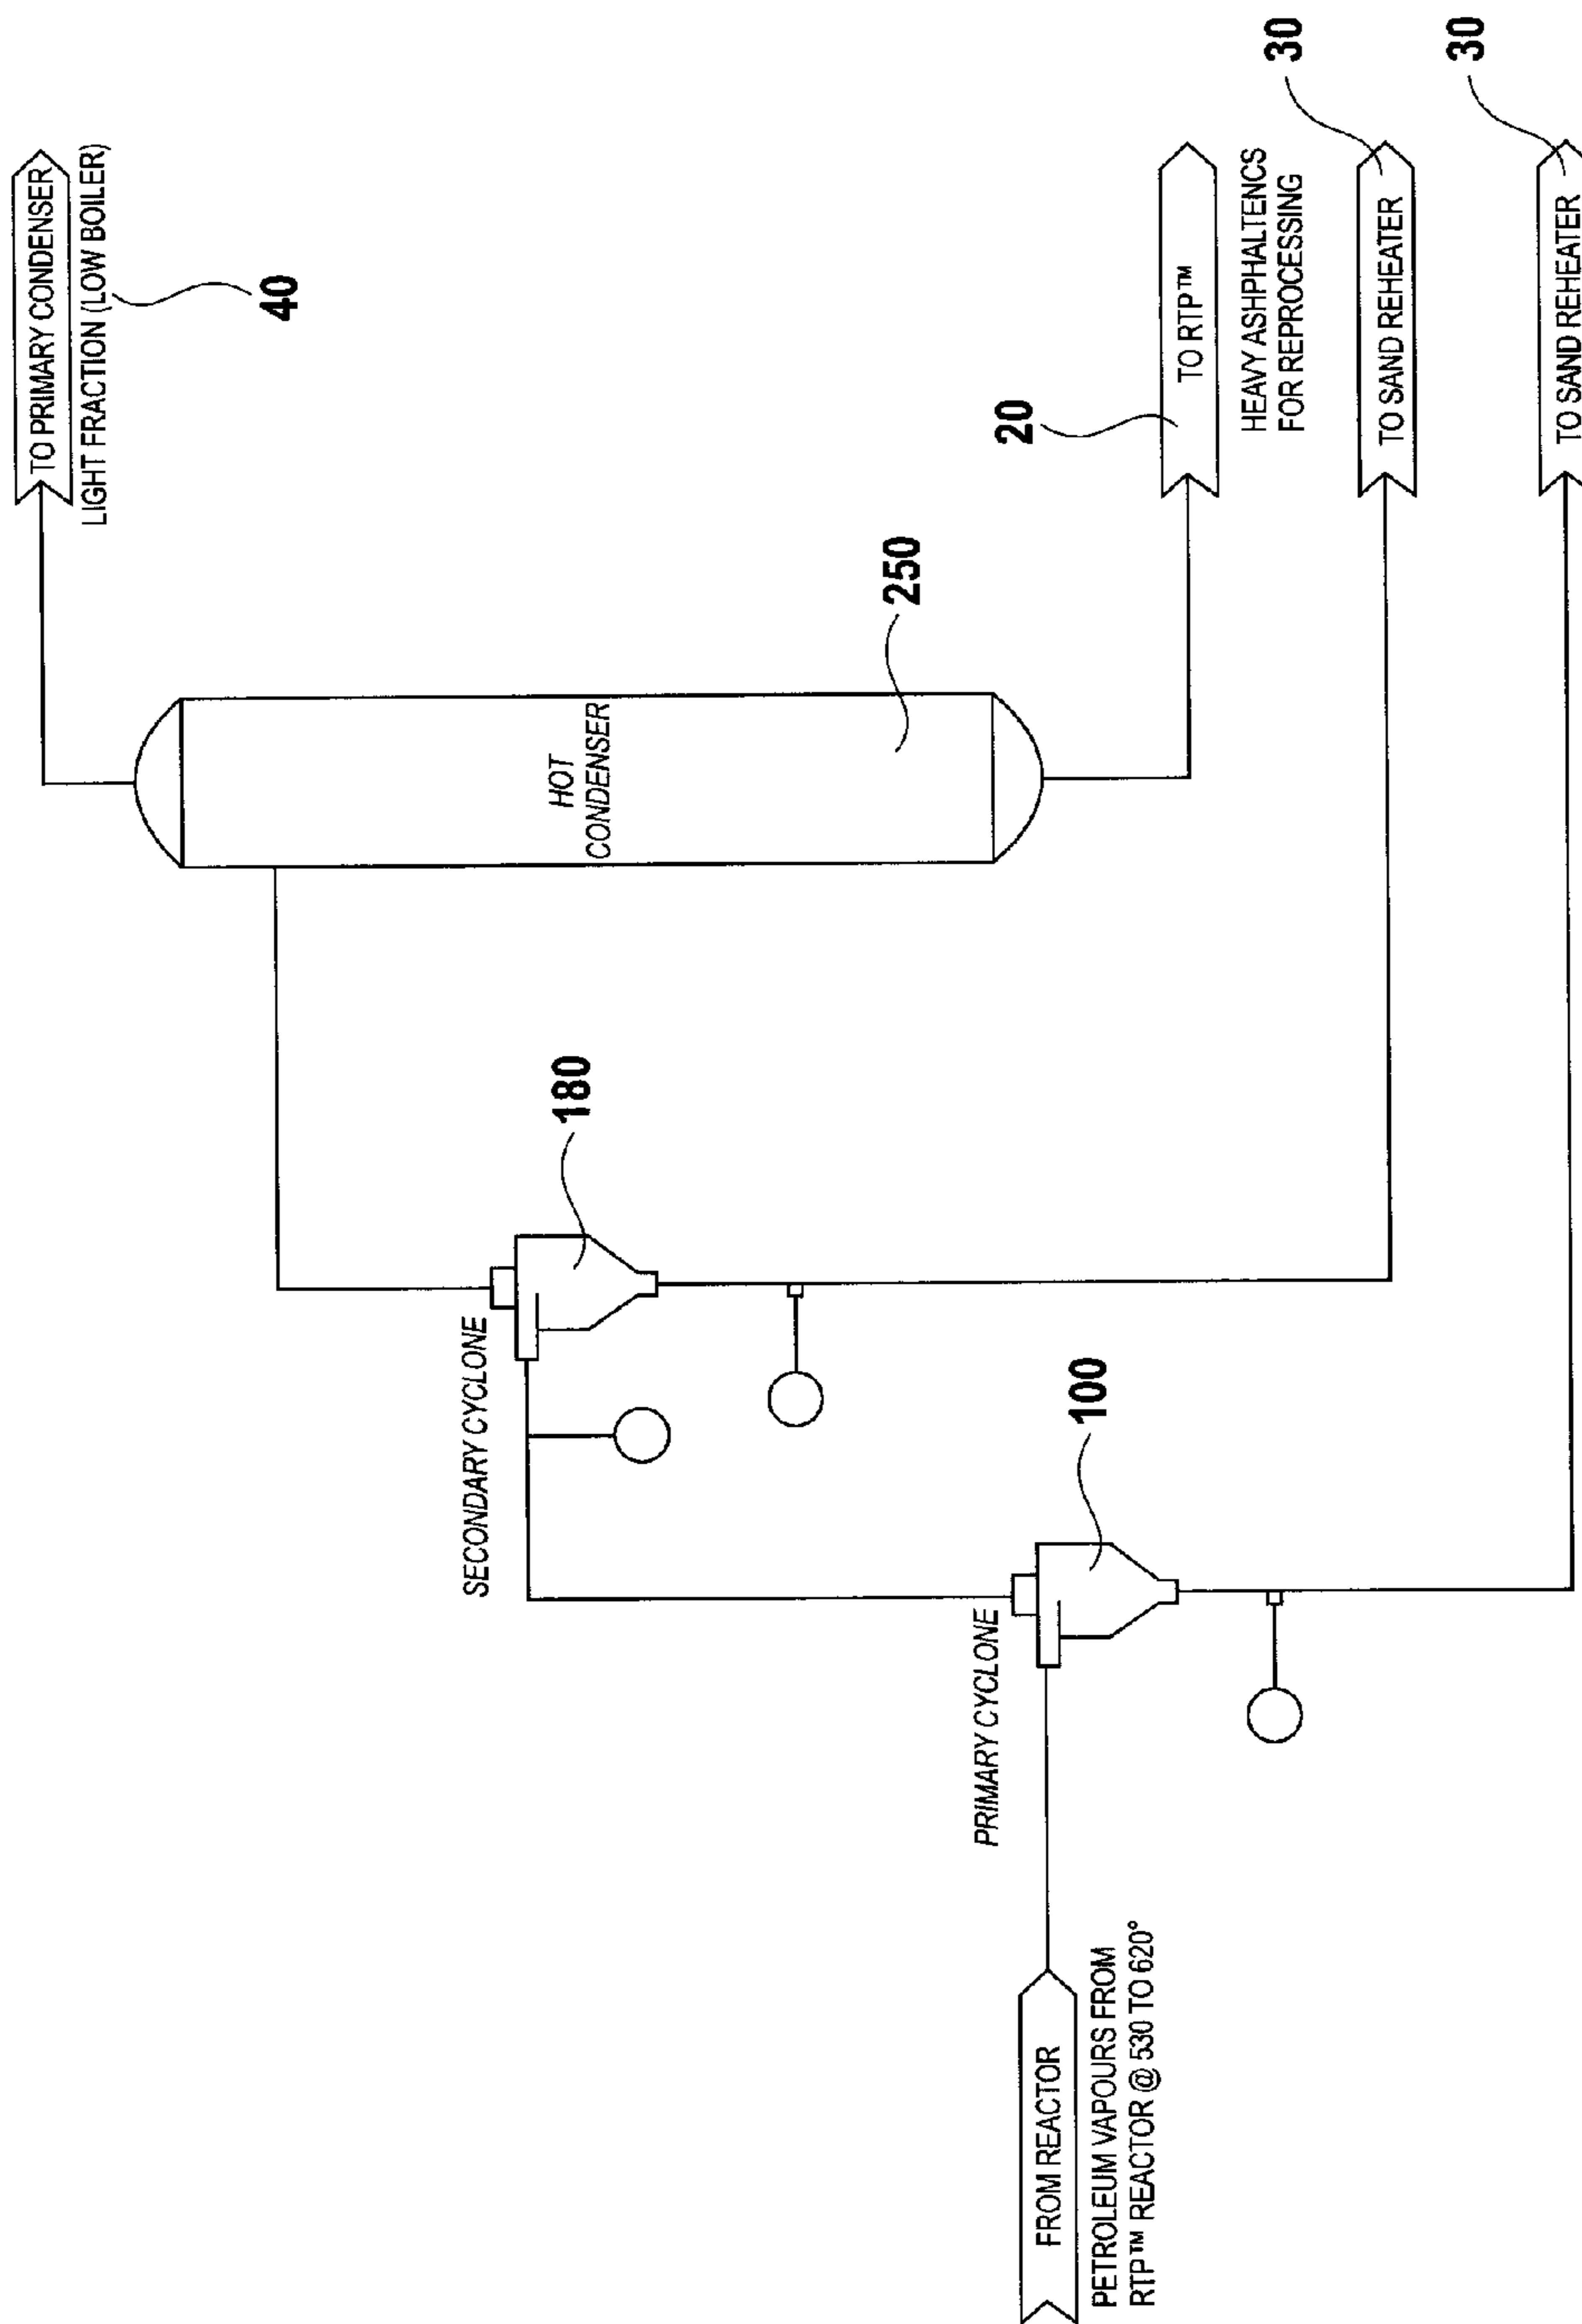 TO PRIMARY CONDENSER
LIGHT FRACTION (LOW BOILER)
40
HOT
CONDENSER
250
SECONDARY CYCLONE
180
20
TO RTP™
HEAVY ASHPHALTENCS
FOR REPROCESSING
PRIMARY CYCLONE
100
30
TO SAND REHEATER
30
TO SAND REHEATER
FROM REACTOR
PETROLEUM VAPOURS FROM
RTP™ REACTOR @ 530 TO 620°